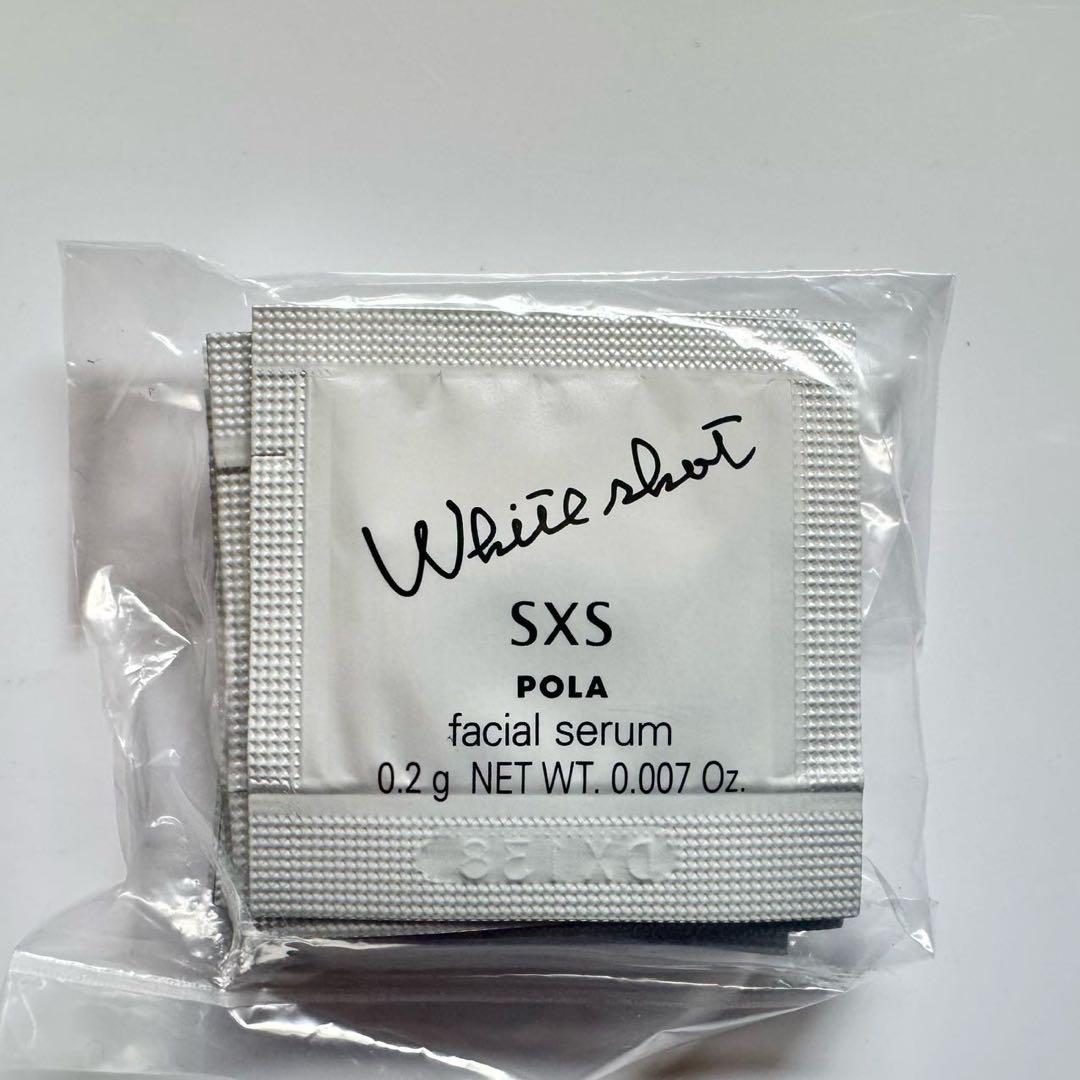 White shot
SXS
POLA
facial serum
0.2 g NET WT. 0.007 Oz.